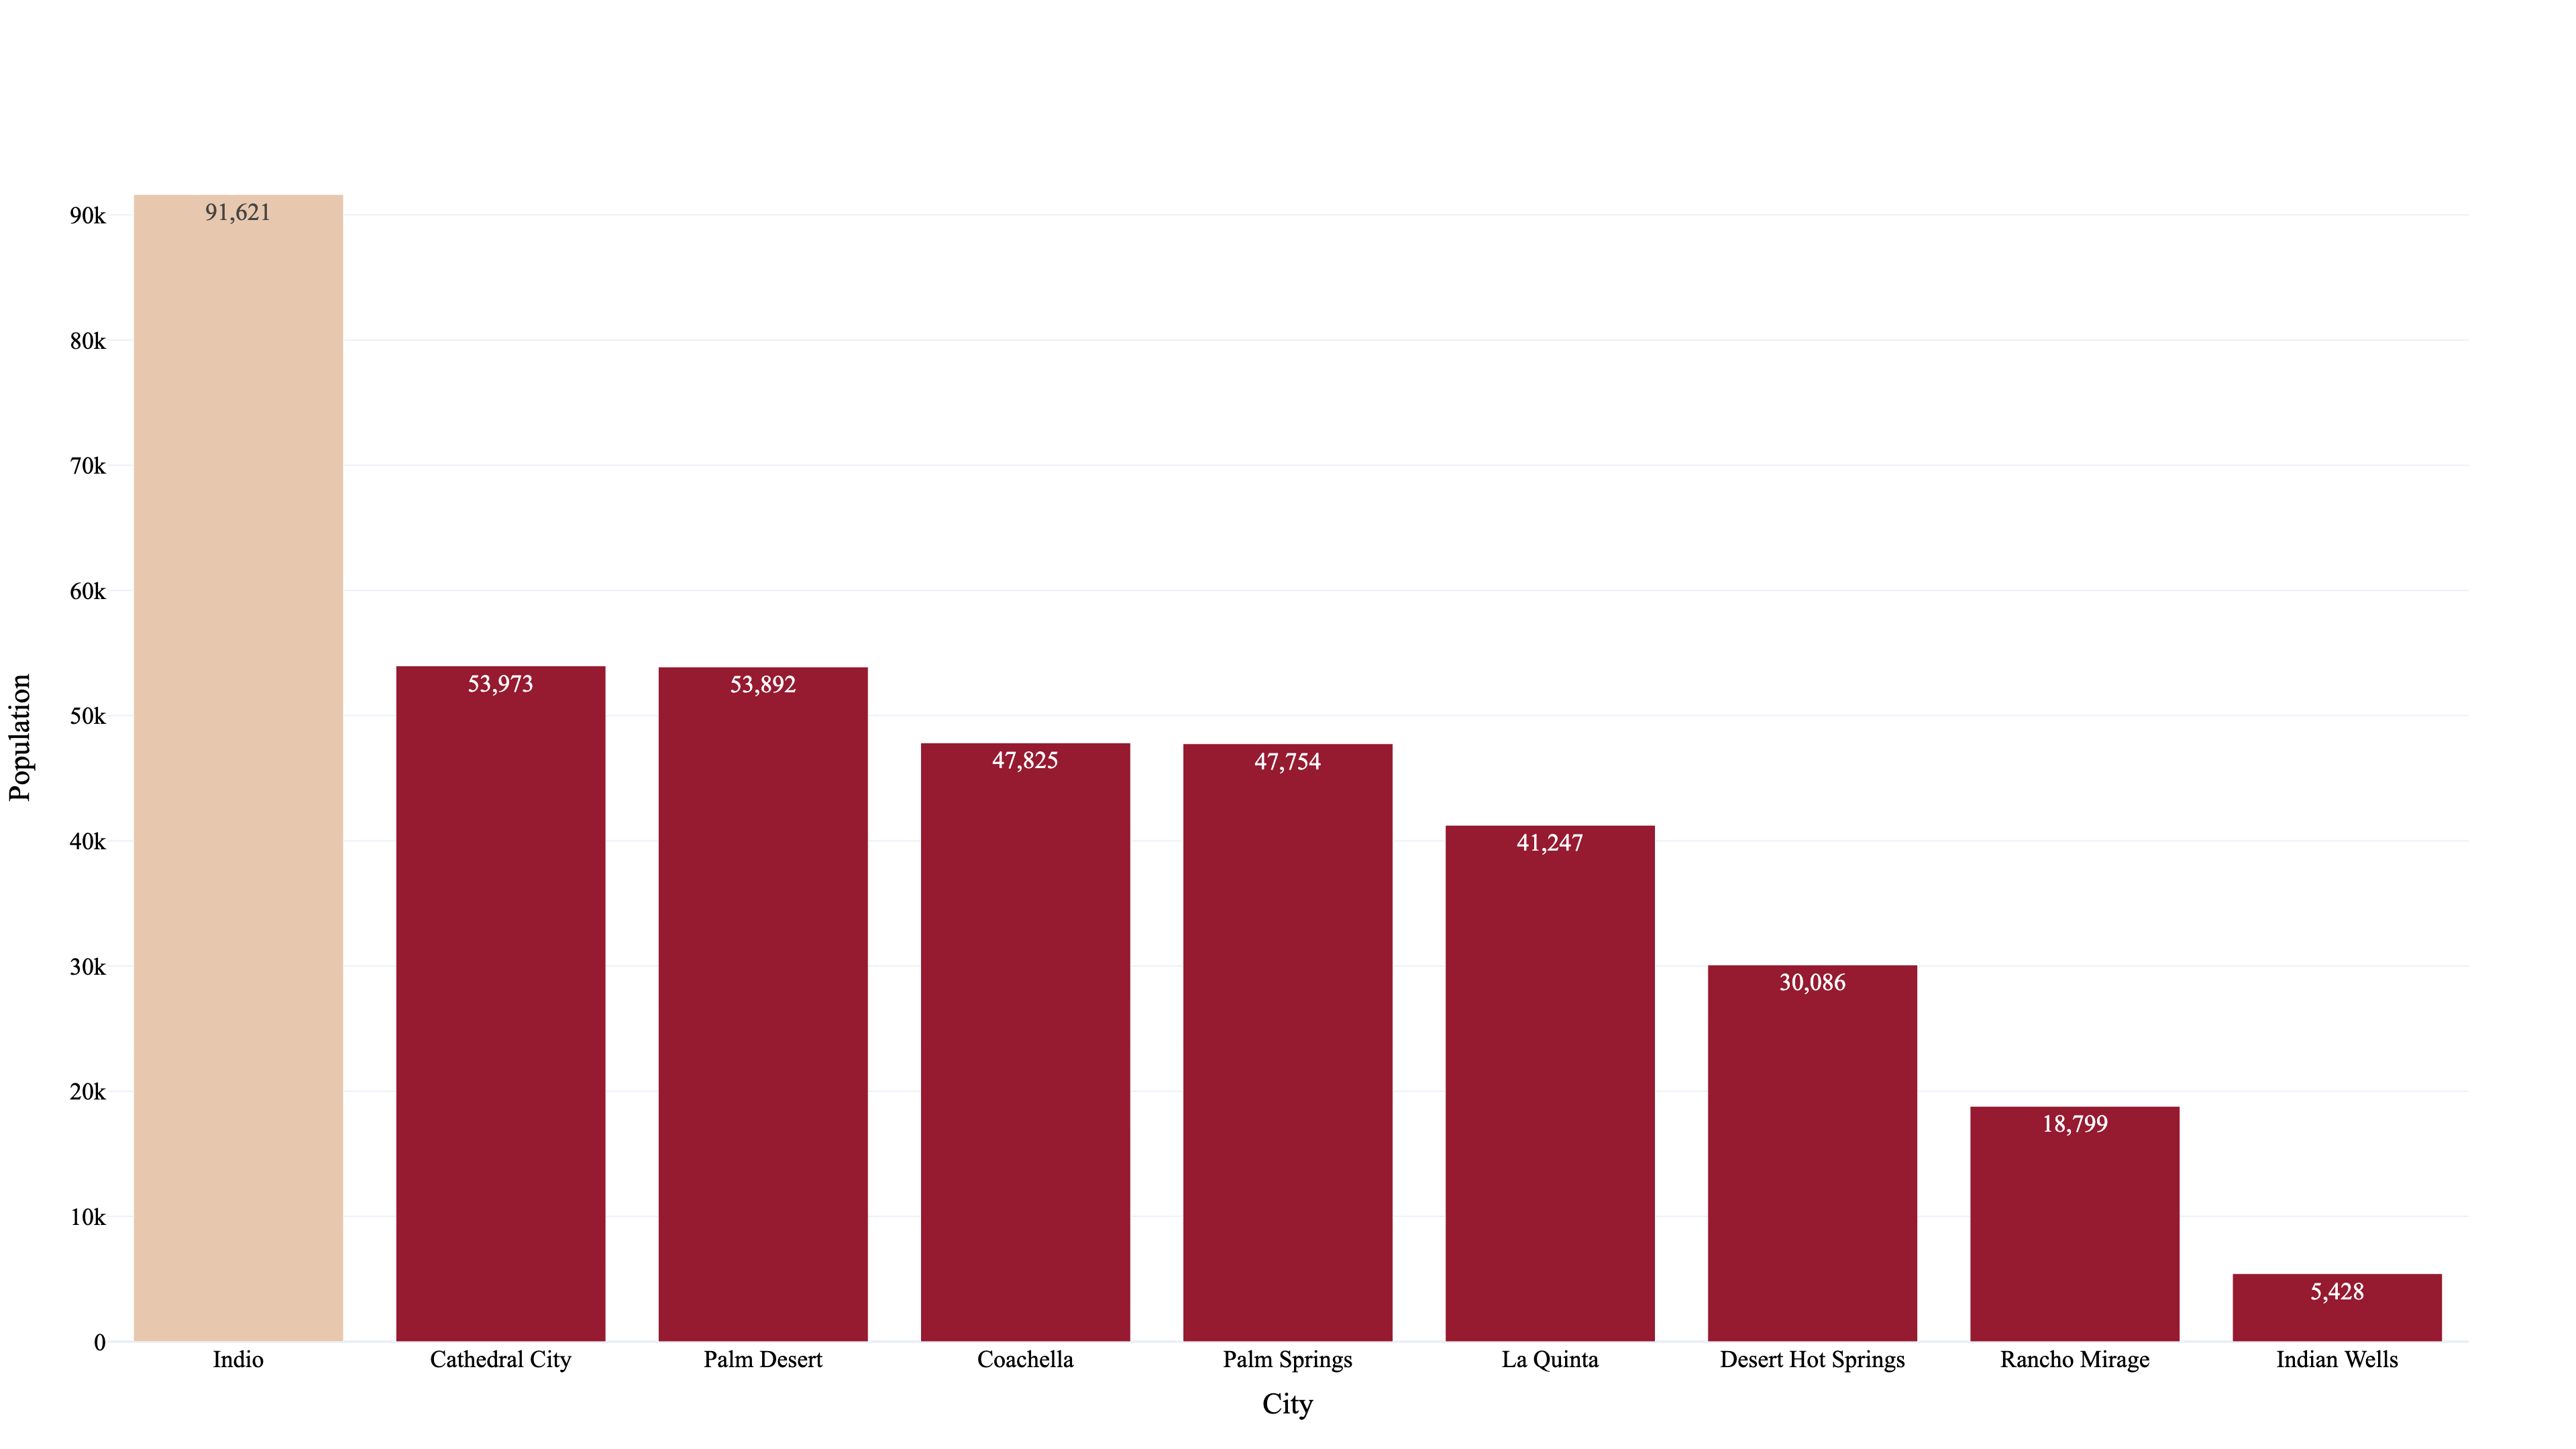 91,621
90k
80k
70k
60k
53,973
53,892
50k
47,825
47,754
41,247
40k
30,086
30k
20k
18,799
10k
5,428
0
Population
Indio
Cathedral City
Palm Desert
Coachella
Palm Springs
La Quinta
Desert Hot Springs
Rancho Mirage
Indian Wells
City